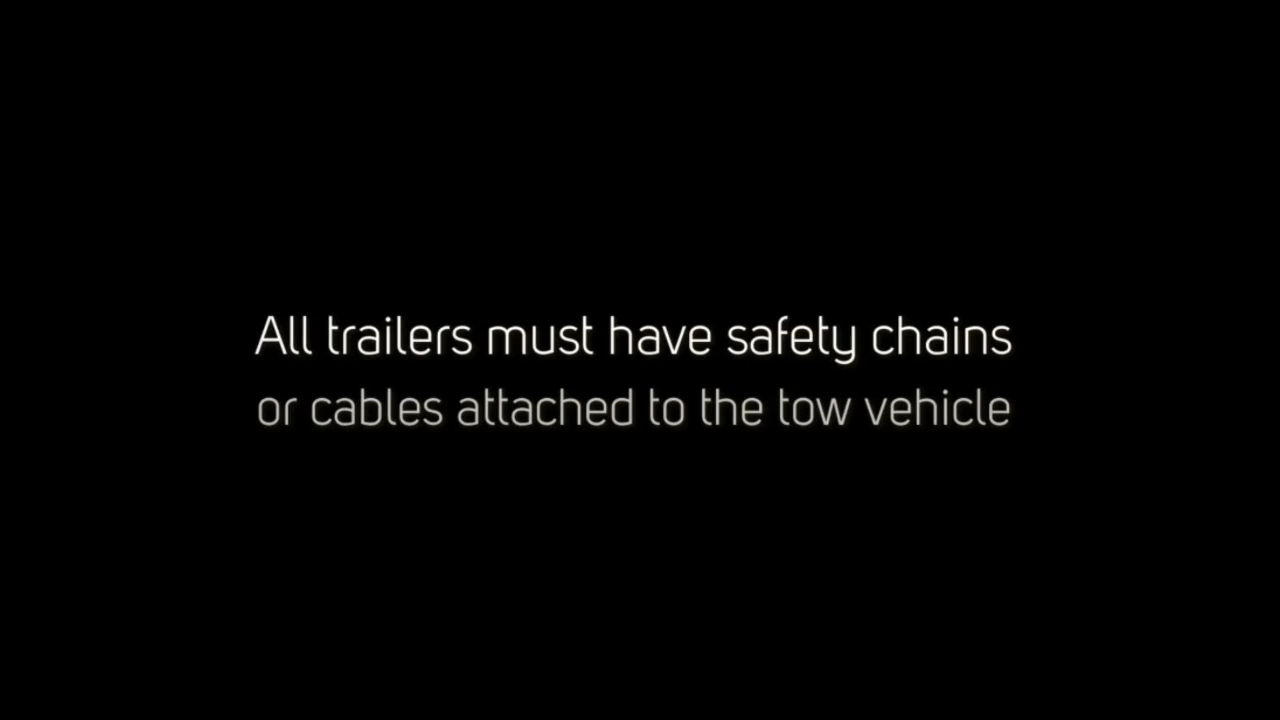 All trailers must have safety chains
or cables attached to the tow vehicle